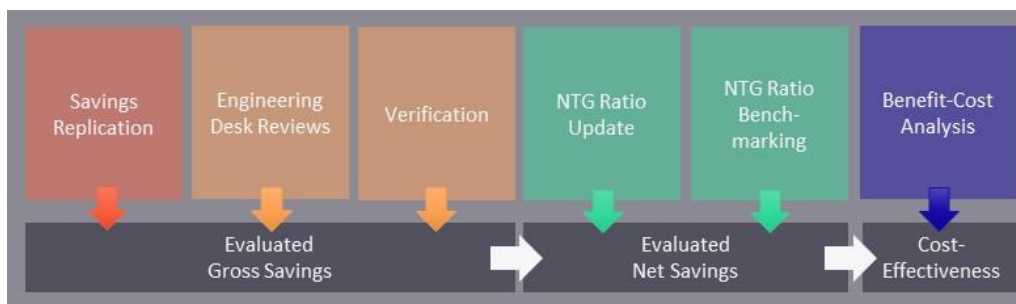 Savings
Replication
Engineering
Desk Reviews
Verification
NTG Ratio
Update
NTG Ratio
Bench-
marking
Benefit-Cost
Analysis
Evaluated
Gross Savings
Evaluated
Net Savings
Cost-
Effectiveness